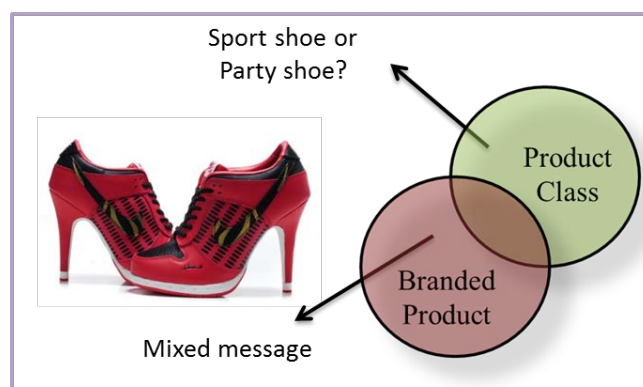 Sport shoe or
Party shoe?
Product
Class
Branded
Product
Mixed message